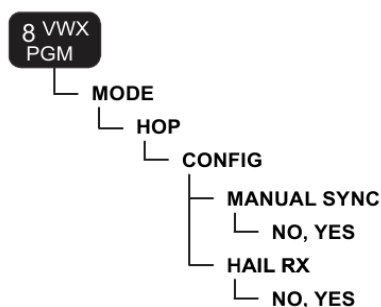 8 VWX
PGM
MODE
HOP
CONFIG
MANUAL SYNC
NO, YES
HAIL RX
NO, YES